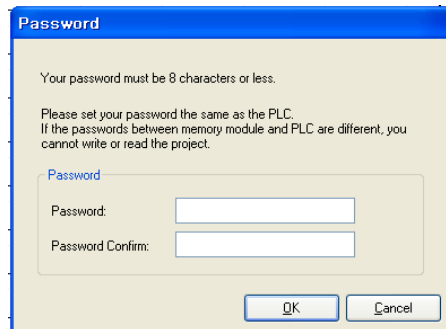 Password
Your password must be 8 characters or less.
Please set your password the same as the PLC.
If the passwords between memory module and PLC are different, you
cannot write or read the project.
Password
Password:
Password Confirm:
OK
Cancel